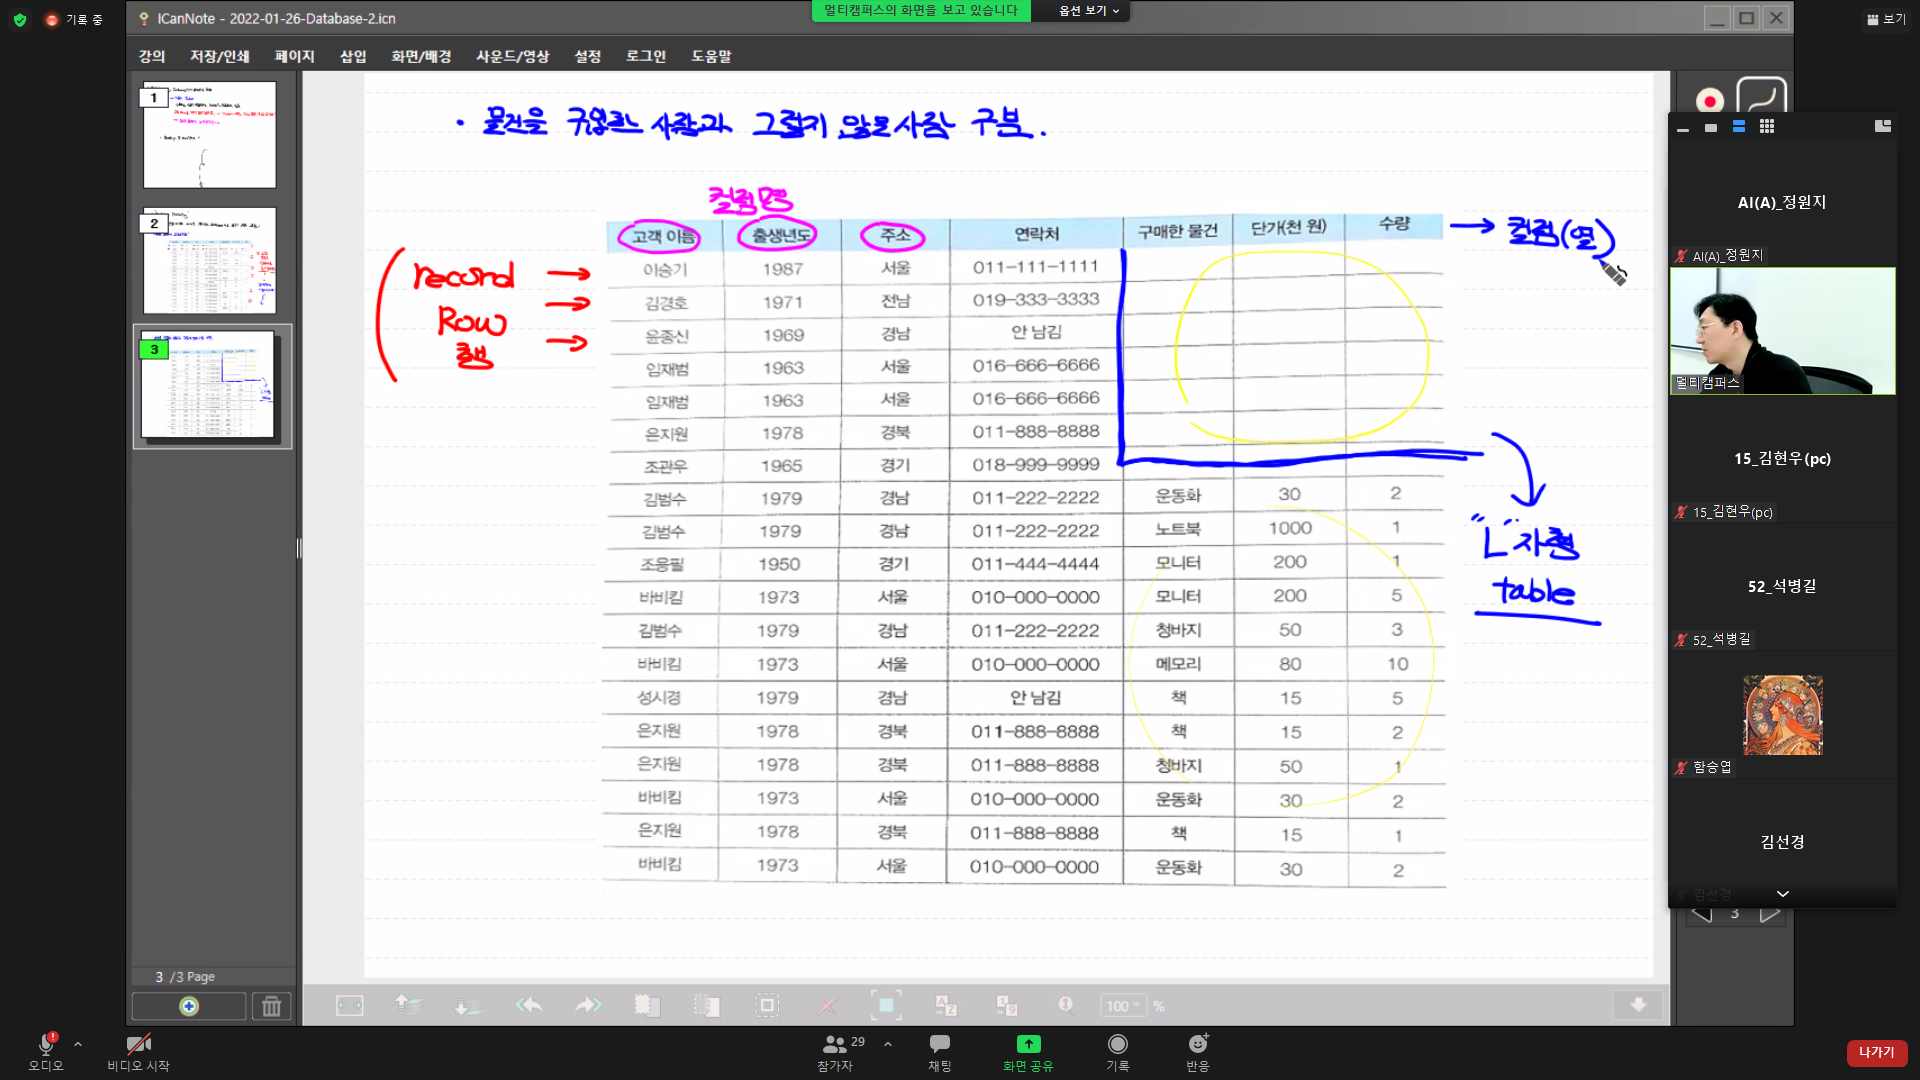 기록 중
ICanNote - 2022-01-26-Database-2.icn
멀티캠퍼스의 화면을 보고 있습니다
옵션 보기
보기
강의 저장/인쇄 페이지 삽입 화면/배경 사운드/영상 설정 로그인 도움말
1
2
3
• 물건을 구입한 사람과 그렇지 않은 사람 구분.
컬럼명
고객 이름 출생년도 주소 연락처 구매한 물건 단가(천 원) 수량
→ 컬럼(열)
record
Row
행
이승기 1987 서울 011-111-1111
김경호 1971 전남 019-333-3333
윤종신 1969 경남 안 남김
임재범 1963 서울 016-666-6666
임재범 1963 서울 016-666-6666
은지원 1978 경북 011-888-8888
조관우 1965 경기 018-999-9999
김범수 1979 경남 011-222-2222 운동화 30 2
김범수 1979 경남 011-222-2222 노트북 1000 1
조용필 1950 경기 011-444-4444 모니터 200 1
바비킴 1973 서울 010-000-0000 모니터 200 5
김범수 1979 경남 011-222-2222 청바지 50 3
바비킴 1973 서울 010-000-0000 메모리 80 10
성시경 1979 경남 안 남김 책 15 5
은지원 1978 경북 011-888-8888 책 15 2
은지원 1978 경북 011-888-8888 청바지 50 1
바비킴 1973 서울 010-000-0000 운동화 30 2
은지원 1978 경북 011-888-8888 책 15 1
바비킴 1973 서울 010-000-0000 운동화 30 2
"L"자형
table
AI(A)_정원지
AI(A)_정원지
멀티캠퍼스
15_김현우(pc)
15_김현우(pc)
52_석병길
52_석병길
함승엽
김선경
김선경
3
3 /3 Page
100 %
오디오
비디오 시작
참가자 29
채팅
화면 공유
기록
반응
나가기